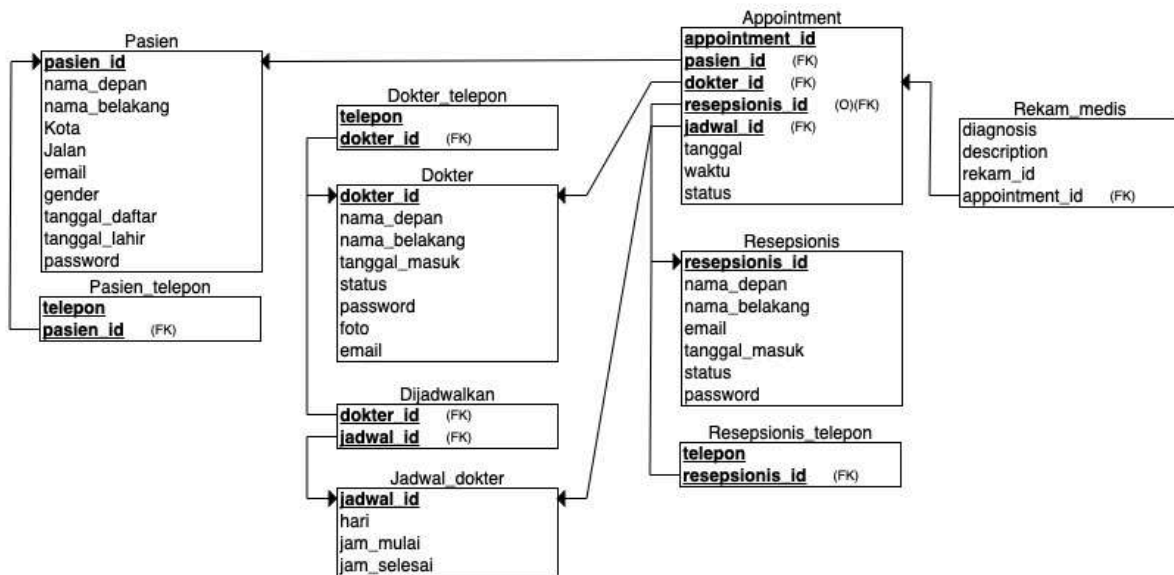 Pasien
pasien_id
nama_depan
nama_belakang
Kota
Jalan
email
gender
tanggal_daftar
tanggal_lahir
password
Pasien_telepon
telepon
pasien_id (FK)
Dokter_telepon
telepon
dokter_id (FK)
Dokter
dokter_id
nama_depan
nama_belakang
tanggal_masuk
status
password
foto
email
Dijadwalkan
dokter_id (FK)
jadwal_id (FK)
Jadwal_dokter
jadwal_id
hari
jam_mulai
jam_selesai
Appointment
appointment_id
pasien_id (FK)
dokter_id (FK)
resepsionis_id (O)(FK)
jadwal_id (FK)
tanggal
waktu
status
Resepsionis
resepsionis_id
nama_depan
nama_belakang
email
tanggal_masuk
status
password
Resepsionis_telepon
telepon
resepsionis_id (FK)
Rekam_medis
diagnosis
description
rekam_id
appointment_id (FK)